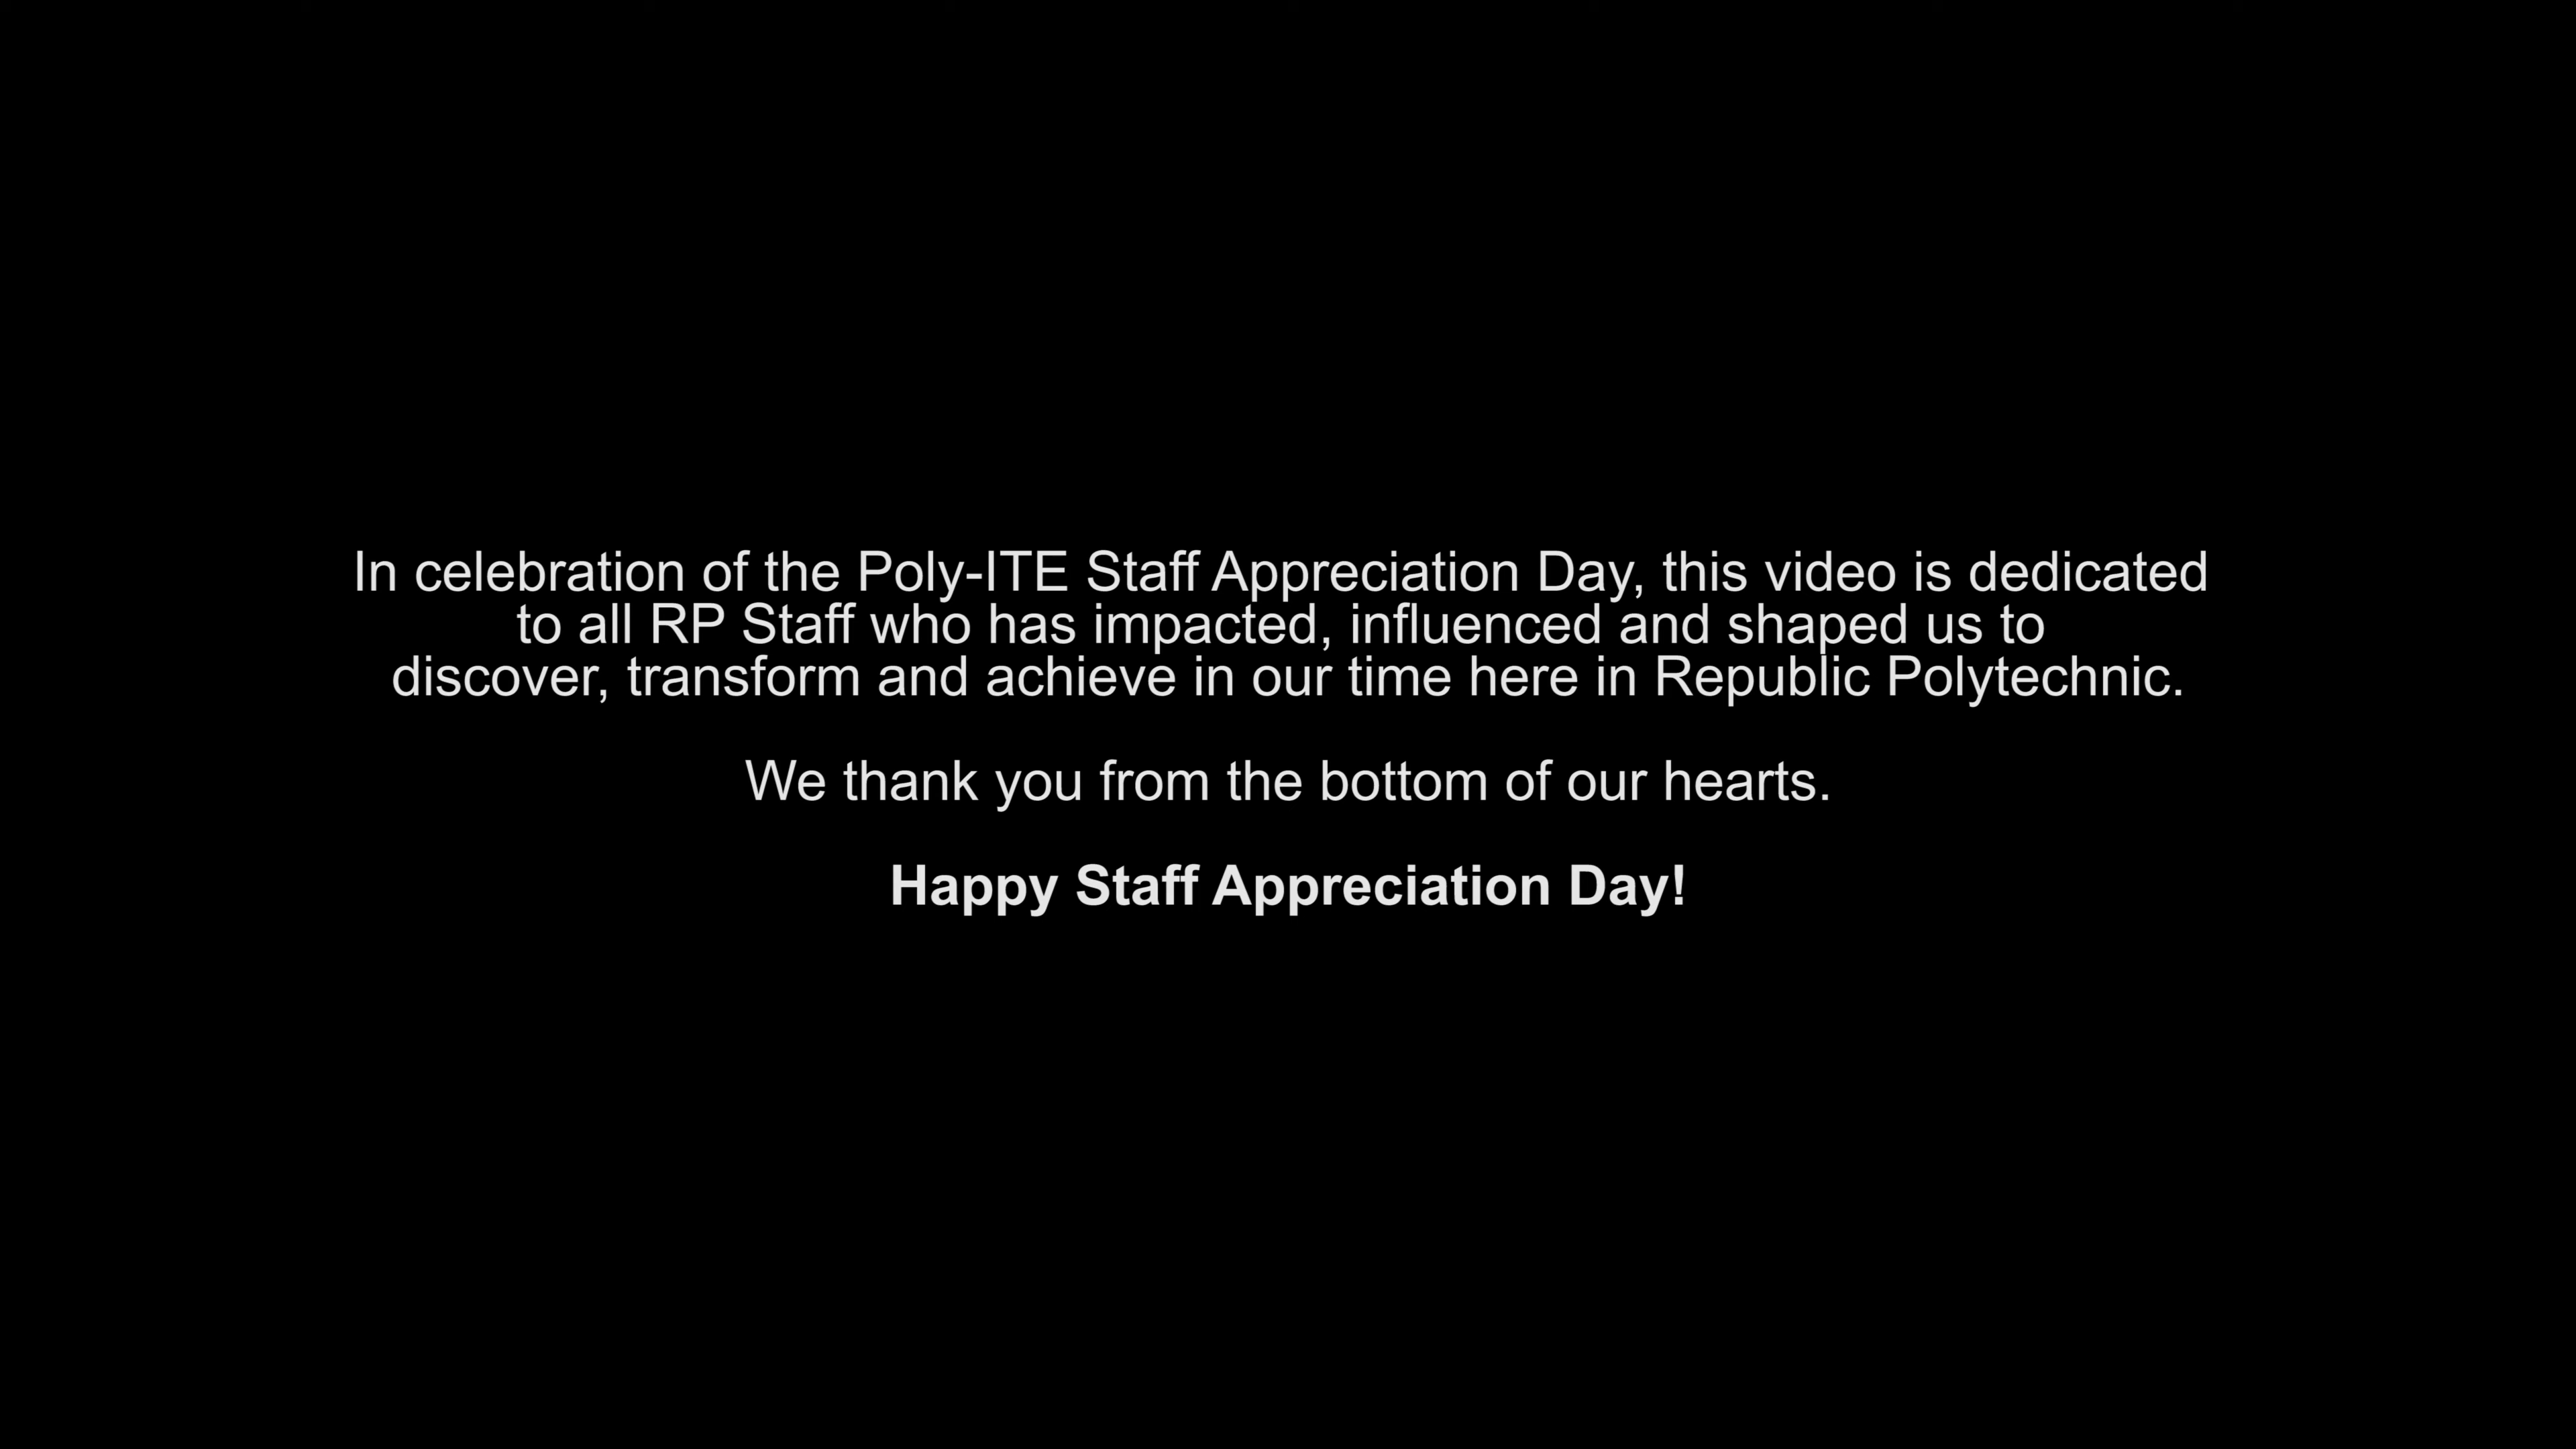 In celebration of the Poly-ITE Staff Appreciation Day, this video is dedicated
to all RP Staff who has impacted, influenced and shaped us to
discover, transform and achieve in our time here in Republic Polytechnic.
We thank you from the bottom of our hearts.
Happy Staff Appreciation Day!